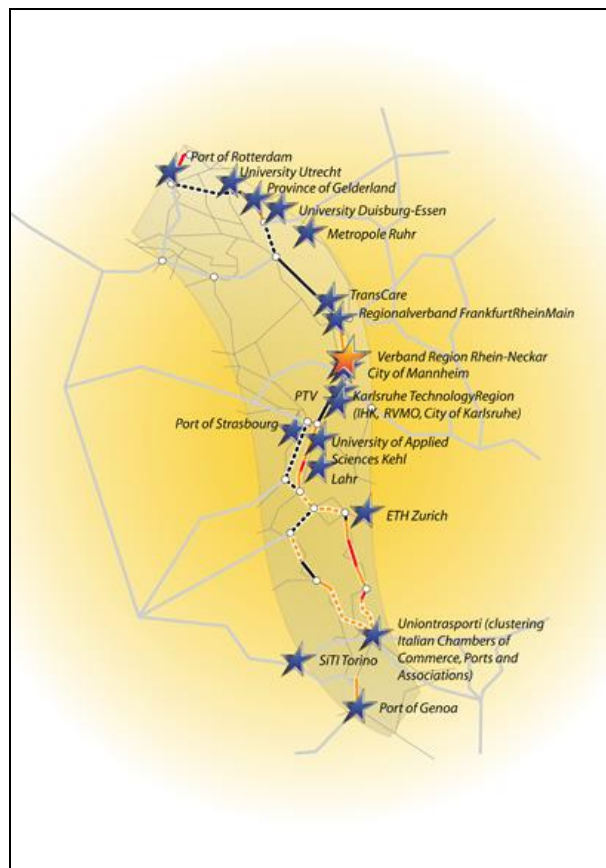 Port of Rotterdam
University Utrecht
Province of Gelderland
University Duisburg-Essen
Metropole Ruhr
TransCare
Regionalverband FrankfurtRheinMain
Verband Region Rhein-Neckar
City of Mannheim
PTV
Karlsruhe TechnologyRegion
(IHK, RVMO, City of Karlsruhe)
Port of Strasbourg
University of Applied
Sciences Kehl
Lahr
ETH Zurich
Uniontrasporti (clustering
Italian Chambers of
Commerce, Ports and
Associations)
SiTI Torino
Port of Genoa